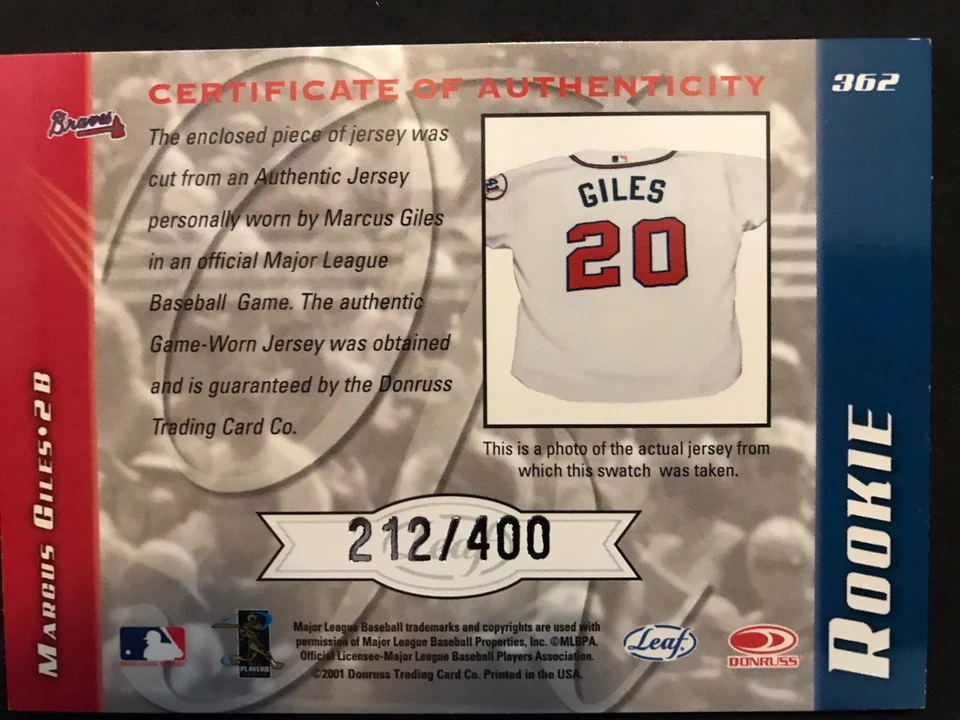 CERTIFICATE OF AUTHENTICITY
362
Braves
The enclosed piece of jersey was
cut from an Authentic Jersey
personally worn by Marcus Giles
in an official Major League
Baseball Game. The authentic
Game-Worn Jersey was obtained
and is guaranteed by the Donruss
Trading Card Co.
41
GILES
20
This is a photo of the actual jersey from
which this swatch was taken.
MARCUS GILES • 2B
ROOKIE
212/400
Major League Baseball trademarks and copyrights are used with
permission of Major League Baseball Properties, Inc. ©MLBPA.
Official Licensee-Major League Baseball Players Association.
©2001 Donruss Trading Card Co. Printed in the USA.
MAJOR LEAGUE BASEBALL
PLAYERS
Leaf
DONRUSS